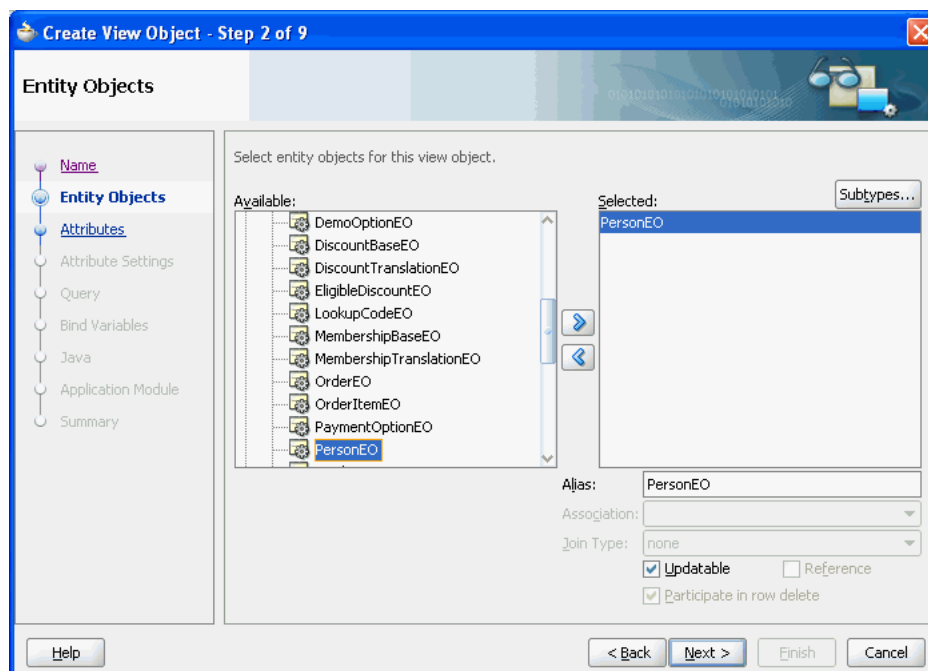 Create View Object - Step 2 of 9
Entity Objects
Name
Entity Objects
Attributes
Attribute Settings
Query
Bind Variables
Java
Application Module
Summary
Select entity objects for this view object.
Available:
DemoOptionEO
DiscountBaseEO
DiscountTranslationEO
EligibleDiscountEO
LookupCodeEO
MembershipBaseEO
MembershipTranslationEO
OrderEO
OrderItemEO
PaymentOptionEO
PersonEO
Selected:
Subtypes...
PersonEO
Alias: PersonEO
Association:
Join Type: none
Updatable Reference
Participate in row delete
Help < Back Next > Finish Cancel